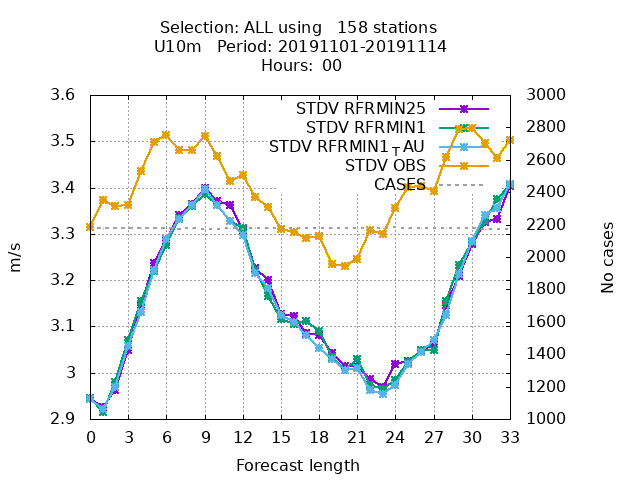 Selection: ALL using   158 stations
U10m   Period: 20191101-20191114
Hours: 00
STDV RFRMIN25
STDV RFRMIN1
STDV RFRMIN1┬AU
STDV OBS
CASES
3.6
3.5
3.4
3.3
3.2
3.1
3
2.9
m/s
3000
2800
2600
2400
2200
2000
1800
1600
1400
1200
1000
No cases
0 3 6 9 12 15 18 21 24 27 30 33
Forecast length